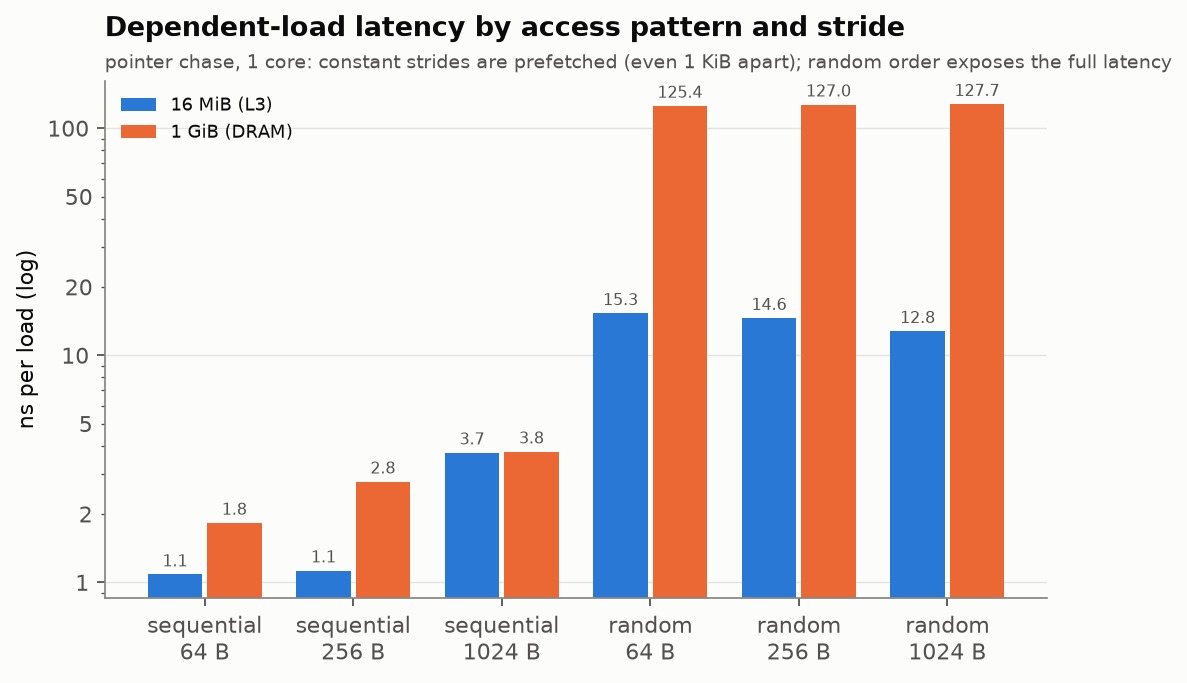 Dependent-load latency by access pattern and stride
pointer chase, 1 core: constant strides are prefetched (even 1 KiB apart); random order exposes the full latency
16 MiB (L3)
1 GiB (DRAM)
ns per load (log)
100
50
20
10
5
2
1
1.1
1.8
1.1
2.8
3.7
3.8
15.3
125.4
14.6
127.0
12.8
127.7
sequential
64 B
sequential
256 B
sequential
1024 B
random
64 B
random
256 B
random
1024 B